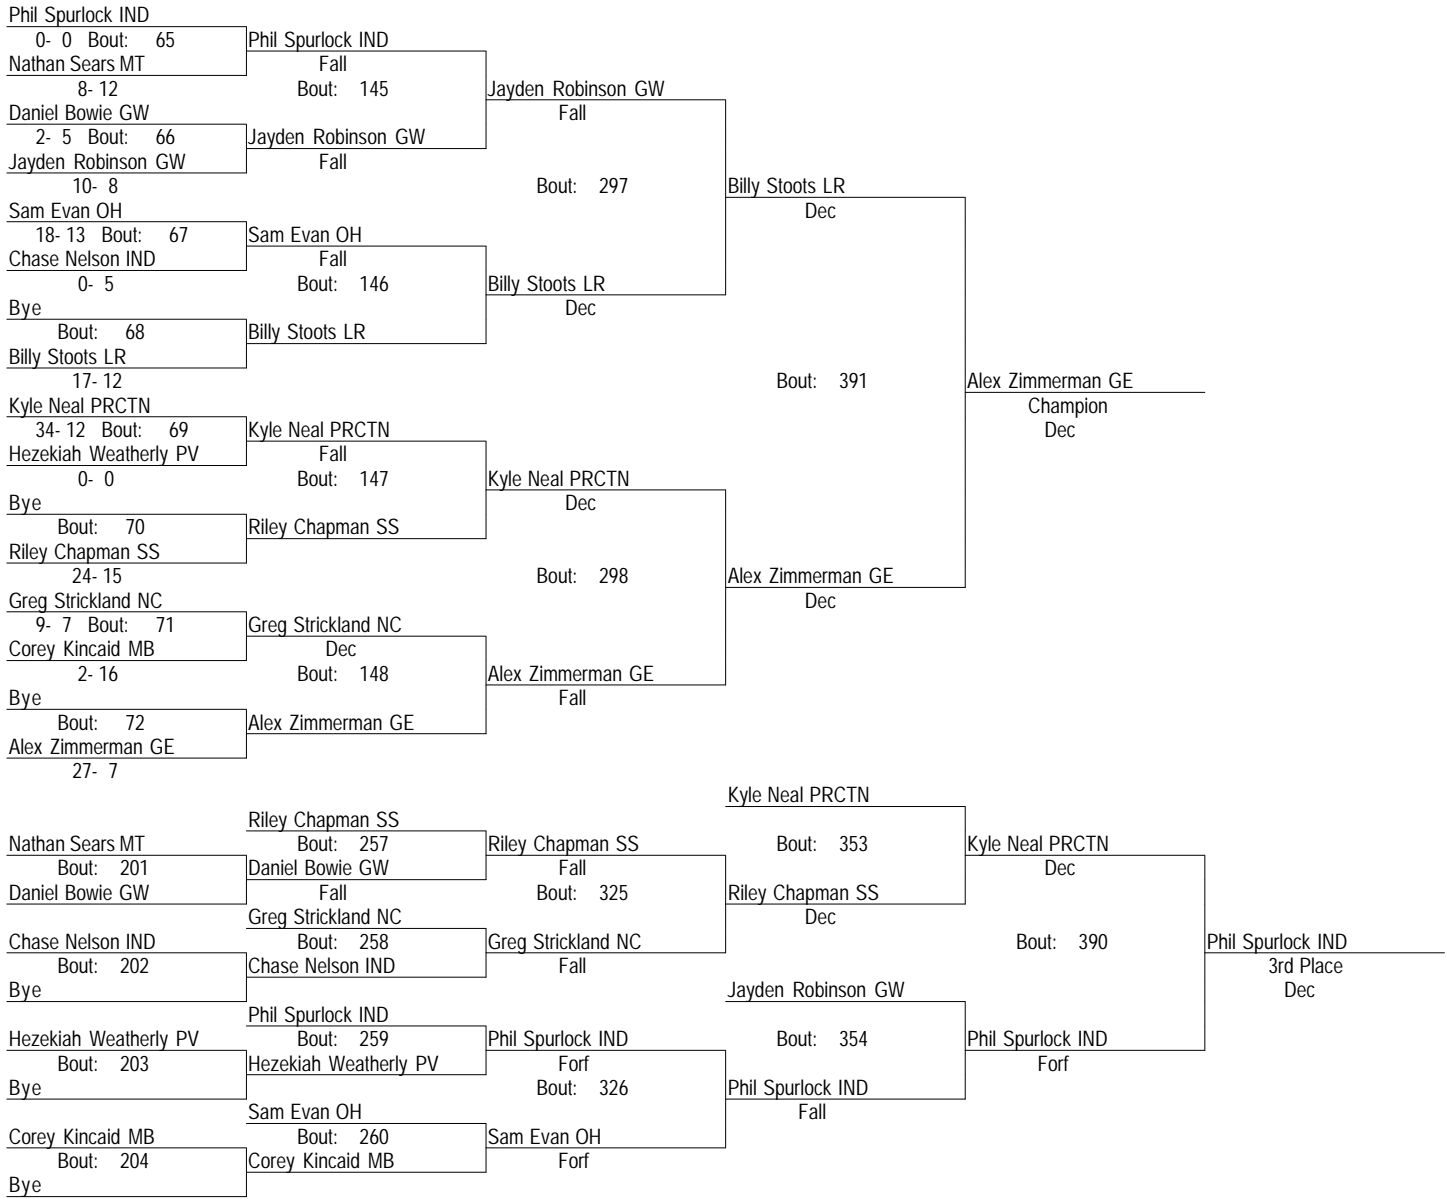 Phil Spurlock IND
0- 0 Bout: 65
Phil Spurlock IND
Nathan Sears MT
Fall
8- 12
Bout: 145
Jayden Robinson GW
Daniel Bowie GW
Fall
2- 5 Bout: 66
Jayden Robinson GW
Jayden Robinson GW
Fall
10- 8
Bout: 297
Billy Stoots LR
Sam Evan OH
Dec
18- 13 Bout: 67
Sam Evan OH
Chase Nelson IND
Fall
0- 5
Bout: 146
Billy Stoots LR
Bye
Dec
Bout: 68
Billy Stoots LR
Billy Stoots LR
17- 12
Bout: 391
Alex Zimmerman GE
Kyle Neal PRCTN
Champion
34- 12 Bout: 69
Kyle Neal PRCTN
Dec
Hezekiah Weatherly PV
Fall
0- 0
Bout: 147
Kyle Neal PRCTN
Bye
Dec
Bout: 70
Riley Chapman SS
Riley Chapman SS
24- 15
Bout: 298
Alex Zimmerman GE
Greg Strickland NC
Dec
9- 7 Bout: 71
Greg Strickland NC
Corey Kincaid MB
Dec
2- 16
Bout: 148
Alex Zimmerman GE
Bye
Fall
Bout: 72
Alex Zimmerman GE
Alex Zimmerman GE
27- 7
Kyle Neal PRCTN
Riley Chapman SS
Nathan Sears MT
Bout: 257
Riley Chapman SS
Bout: 353
Kyle Neal PRCTN
Bout: 201
Daniel Bowie GW
Fall
Dec
Daniel Bowie GW
Fall
Bout: 325
Riley Chapman SS
Greg Strickland NC
Dec
Chase Nelson IND
Bout: 258
Greg Strickland NC
Bout: 390
Phil Spurlock IND
Bout: 202
Chase Nelson IND
Fall
3rd Place
Bye
Jayden Robinson GW
Dec
Phil Spurlock IND
Hezekiah Weatherly PV
Bout: 259
Phil Spurlock IND
Bout: 354
Phil Spurlock IND
Bout: 203
Hezekiah Weatherly PV
Forf
Forf
Bye
Bout: 326
Phil Spurlock IND
Sam Evan OH
Fall
Corey Kincaid MB
Bout: 260
Sam Evan OH
Bout: 204
Corey Kincaid MB
Forf
Bye